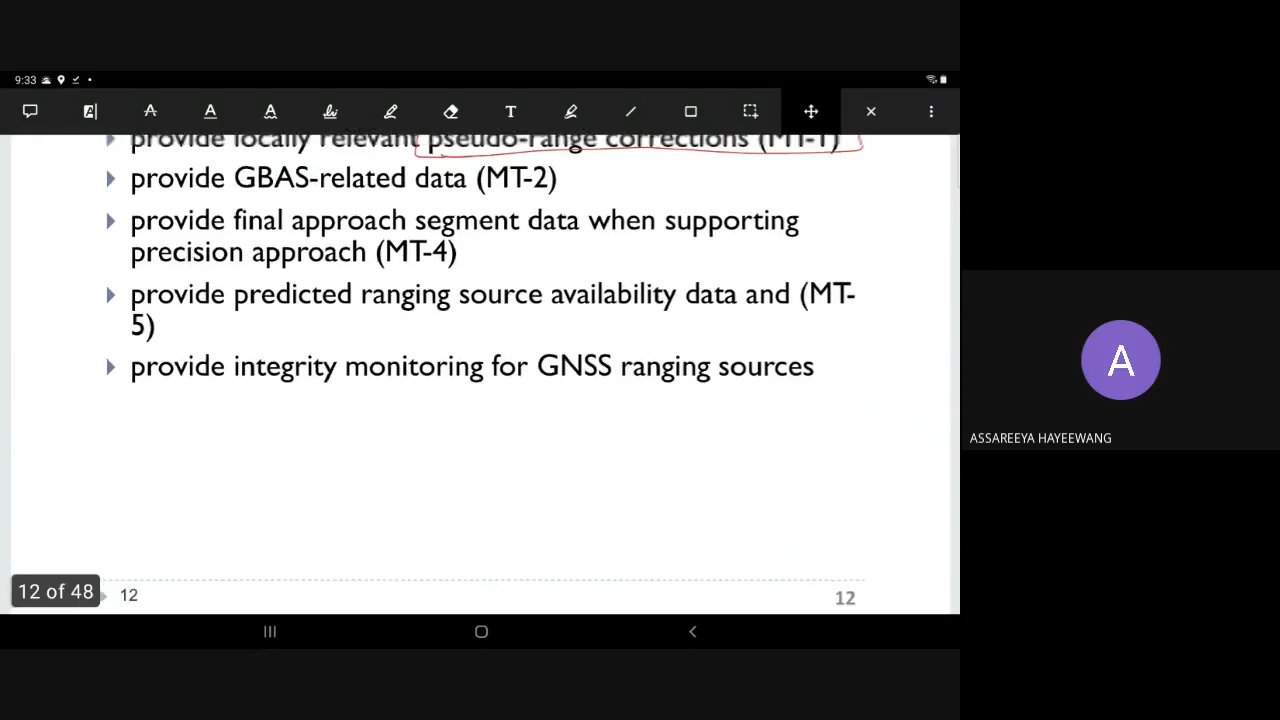 9:33
provide locally relevant pseudo-range corrections (MT-1)
provide GBAS-related data (MT-2)
provide final approach segment data when supporting
precision approach (MT-4)
provide predicted ranging source availability data and (MT-
5)
provide integrity monitoring for GNSS ranging sources
12 of 48
12
12
A
ASSAREEYA HAYEEWANG